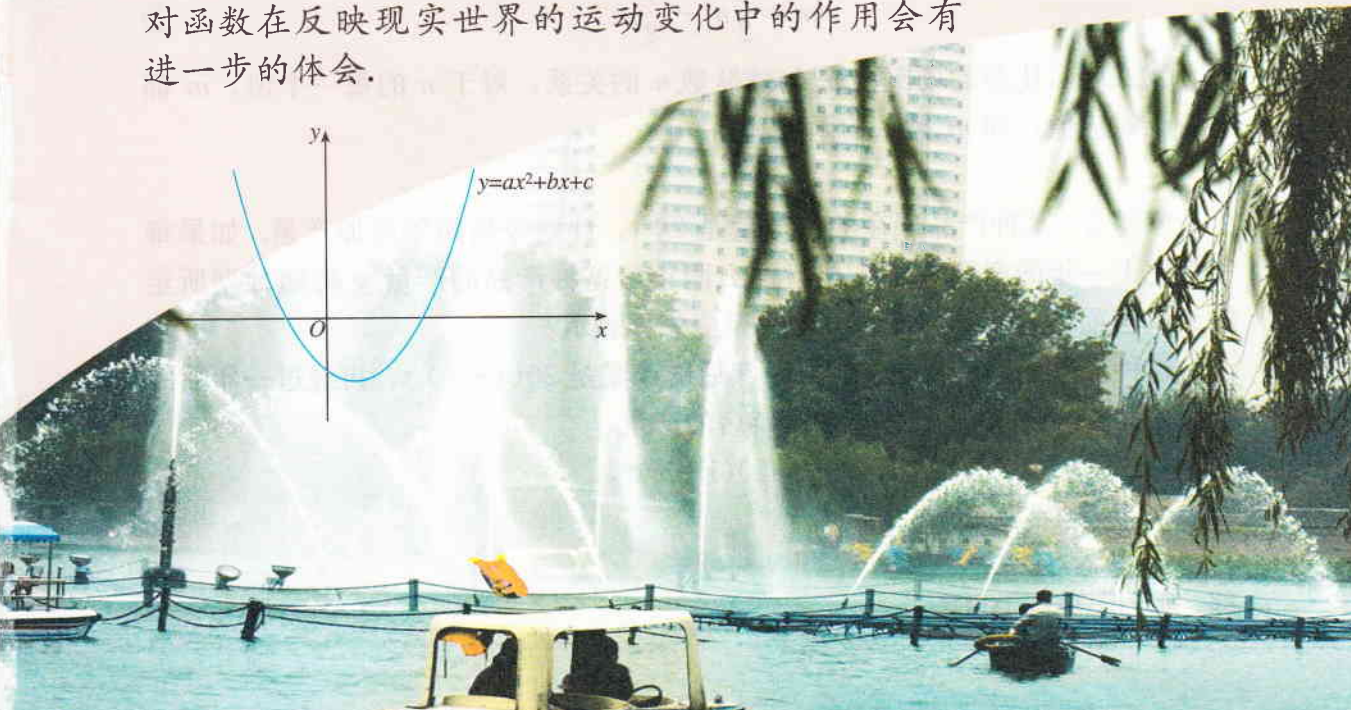 对函数在反映现实世界的运动变化中的作用会有
进一步的体会.
y
y=ax²+bx+c
O
x